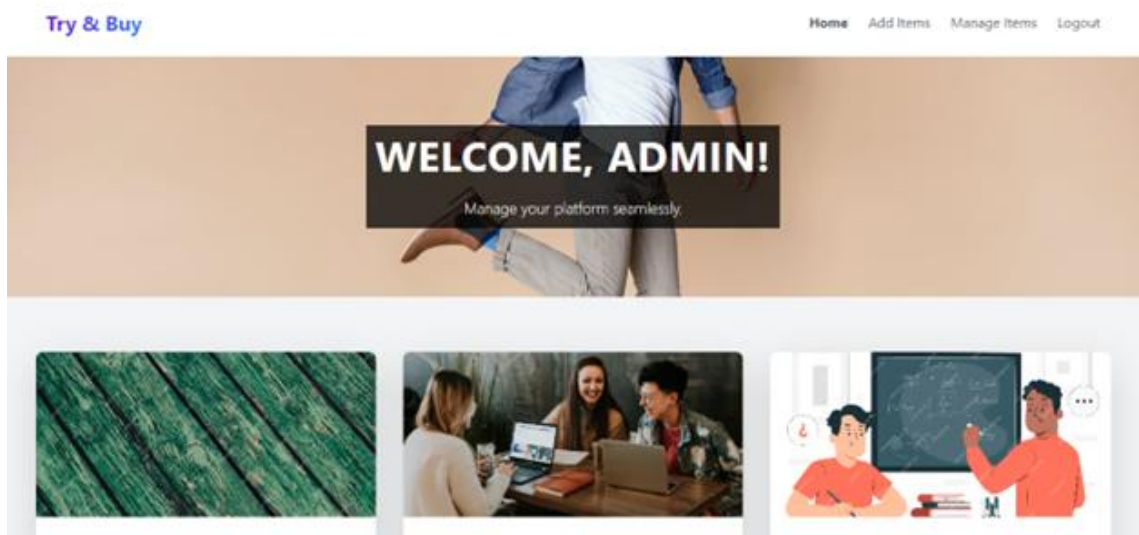 Try & Buy
Home Add Items Manage Items Logout
WELCOME, ADMIN!
Manage your platform seamlessly.